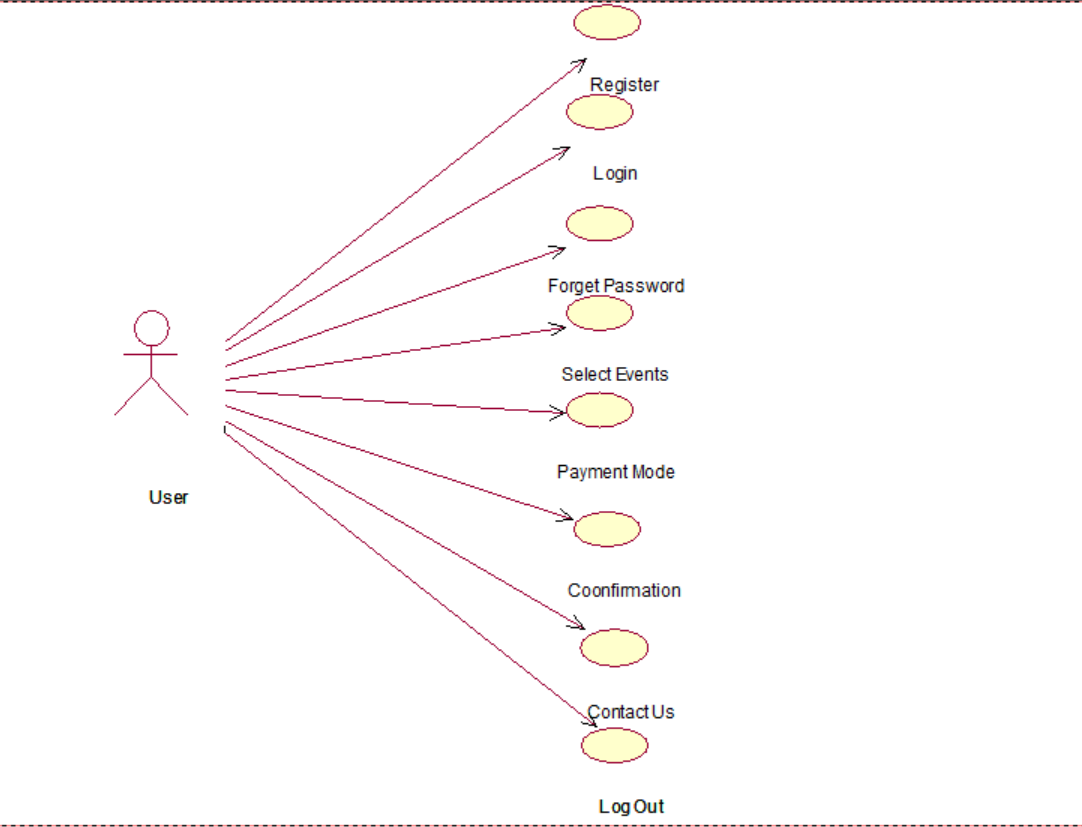 Register
Login
Forget Password
Select Events
Payment Mode
User
Coonfirmation
Contact Us
Log Out